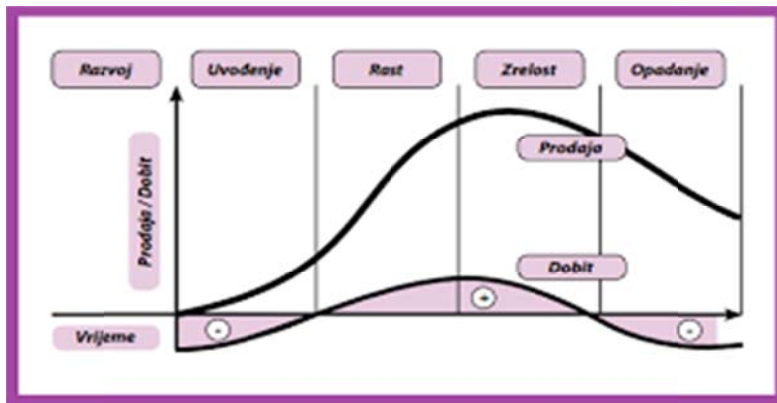 Razvoj
Uvođenje
Rast
Zrelost
Opadanje
Prodaja / Dobit
Prodaja
Dobit
+
-
-
Vrijeme